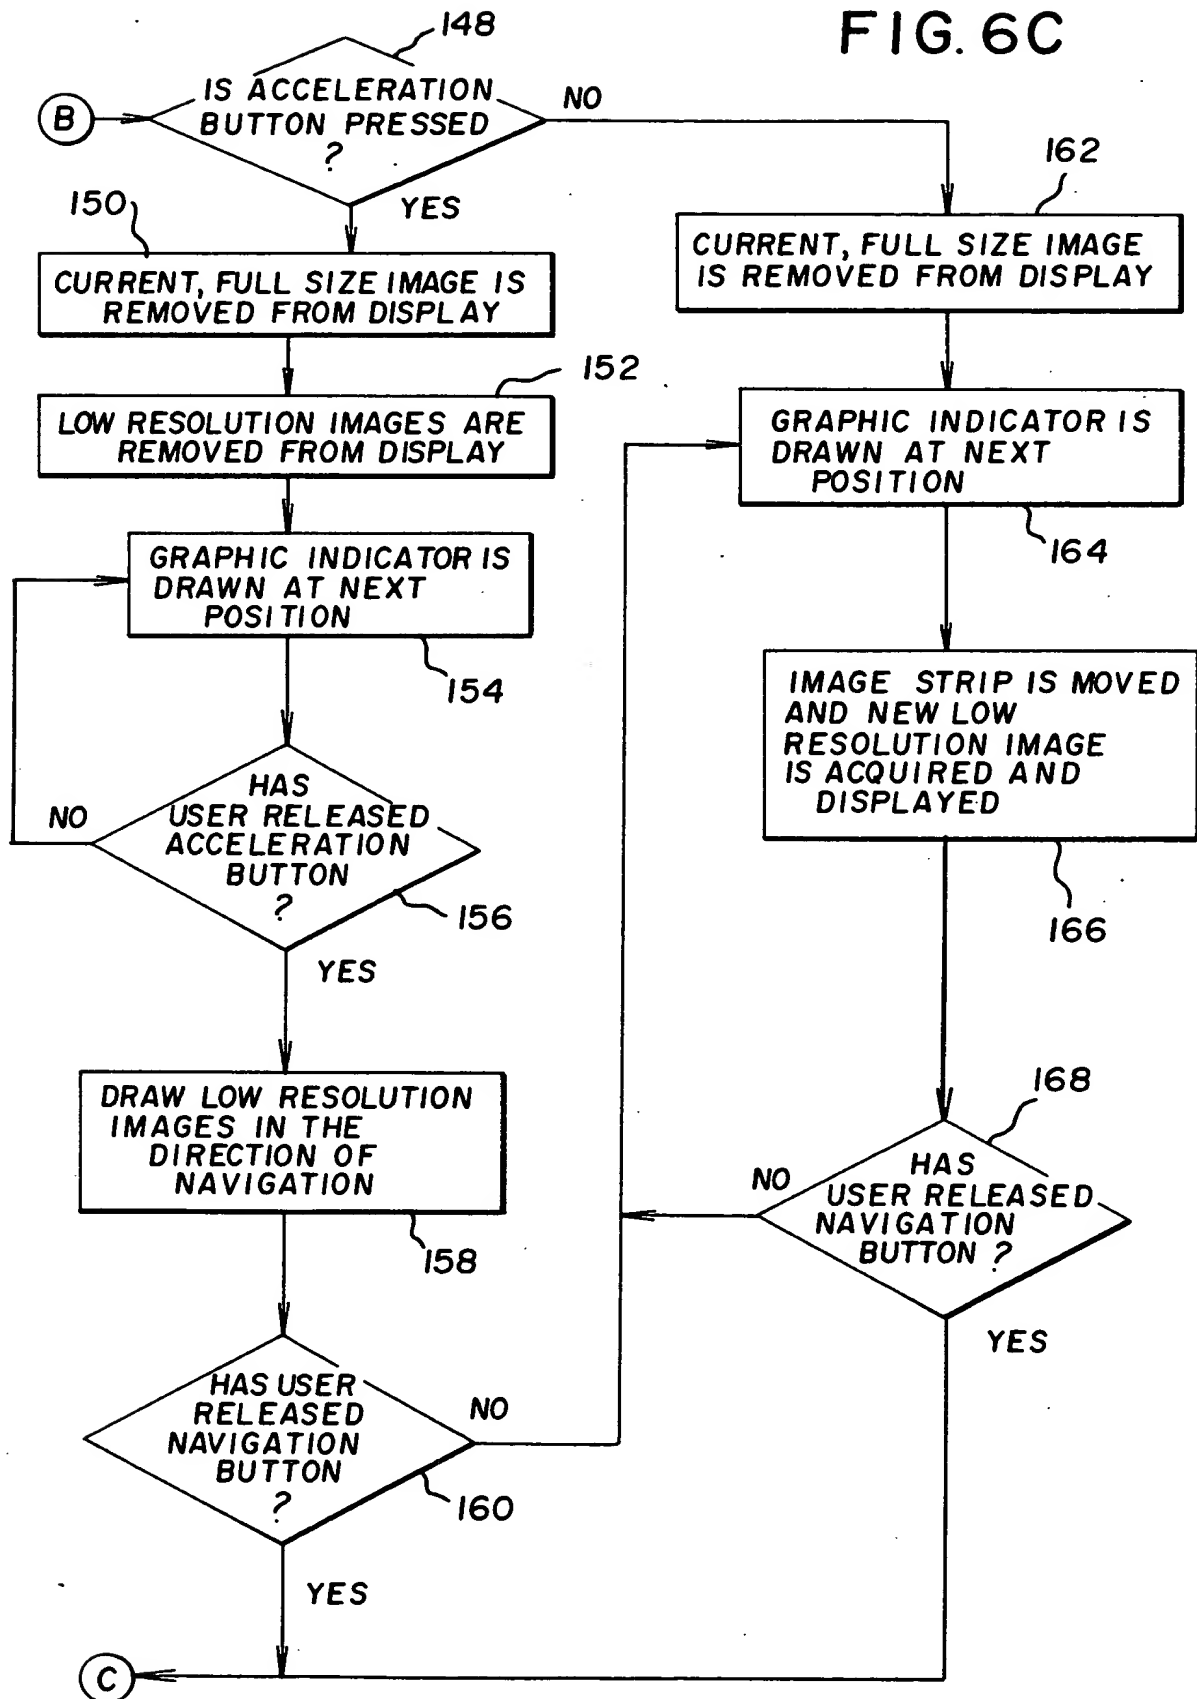 FIG. 6C
148
B
IS ACCELERATION
BUTTON PRESSED
?
NO
YES
150
CURRENT, FULL SIZE IMAGE IS
REMOVED FROM DISPLAY
152
LOW RESOLUTION IMAGES ARE
REMOVED FROM DISPLAY
GRAPHIC INDICATOR IS
DRAWN AT NEXT
POSITION
154
HAS
USER RELEASED
ACCELERATION
BUTTON
?
NO
156
YES
DRAW LOW RESOLUTION
IMAGES IN THE
DIRECTION OF
NAVIGATION
158
HAS USER
RELEASED
NAVIGATION
BUTTON
?
NO
160
YES
162
CURRENT, FULL SIZE IMAGE
IS REMOVED FROM DISPLAY
GRAPHIC INDICATOR IS
DRAWN AT NEXT
POSITION
164
IMAGE STRIP IS MOVED
AND NEW LOW
RESOLUTION IMAGE
IS ACQUIRED AND
DISPLAYED
166
168
HAS
USER RELEASED
NAVIGATION
BUTTON ?
NO
YES
C